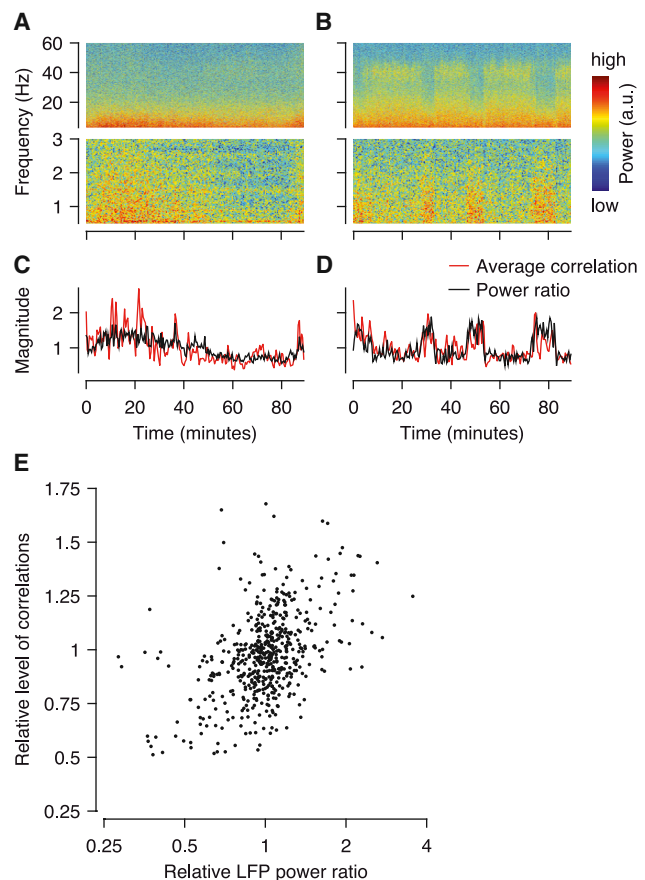 A
B
60
40
20
Frequency (Hz)
3
2
1
high
Power (a.u.)
low
C
D
Average correlation
Power ratio
Magnitude
2
1
0 20 40 60 80
0 20 40 60 80
Time (minutes)
Time (minutes)
E
1.75
1.5
1.25
1
0.75
0.5
0.25
Relative level of correlations
0.25 0.5 1 2 4
Relative LFP power ratio